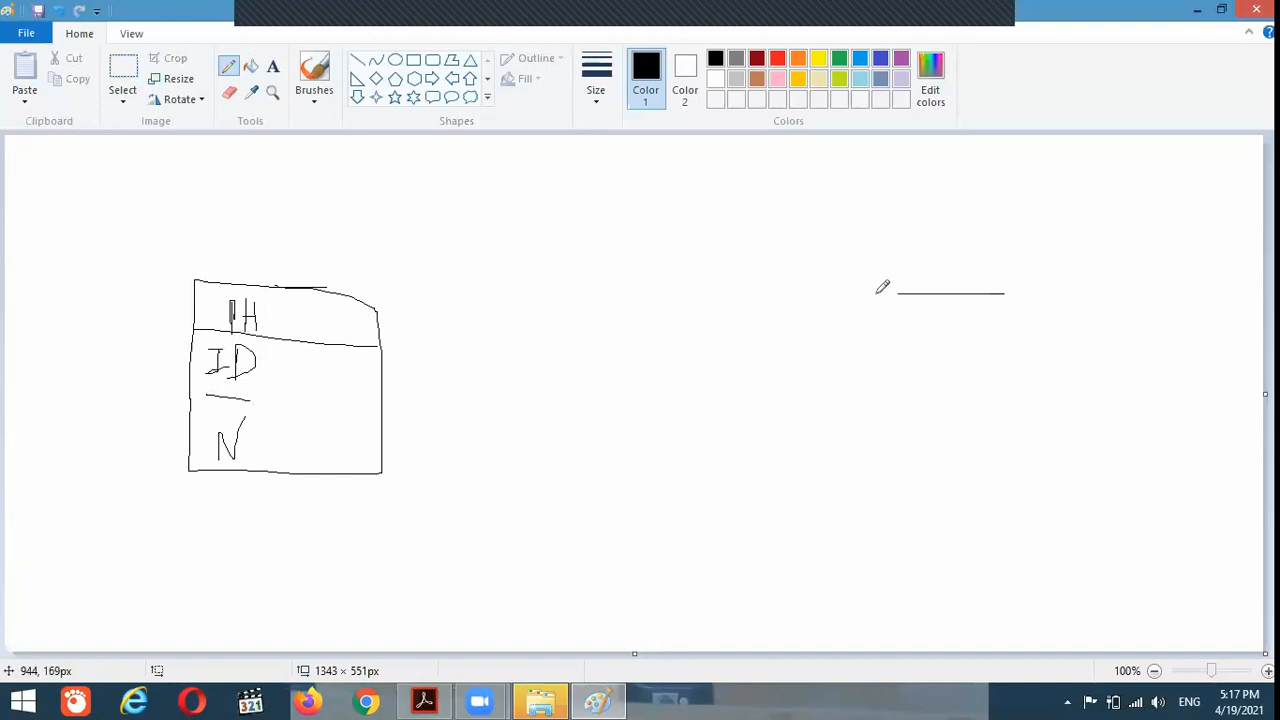 File
Home
View
Paste
Cut
Copy
Clipboard
Select
Crop
Resize
Rotate
Image
Tools
Brushes
Shapes
Outline
Fill
Size
Color 1
Color 2
Edit colors
Colors
ID
N
944, 169px
1343 × 551px
100%
321
ENG
5:17 PM
4/19/2021